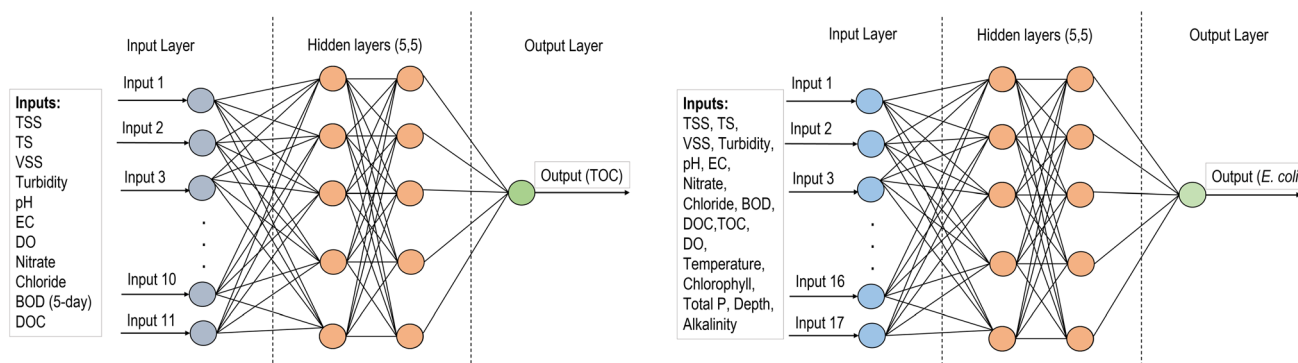 Input Layer
Hidden layers (5,5)
Output Layer
Inputs:
TSS
TS
VSS
Turbidity
pH
EC
DO
Nitrate
Chloride
BOD (5-day)
DOC
Input 1
Input 2
Input 3
Input 10
Input 11
Output (TOC)
Input Layer
Hidden layers (5,5)
Output Layer
Inputs:
TSS, TS,
VSS, Turbidity,
pH, EC,
Nitrate,
Chloride, BOD,
DOC,TOC,
DO,
Temperature,
Chlorophyll,
Total P, Depth,
Alkalinity
Input 1
Input 2
Input 3
Input 16
Input 17
Output (E. coli